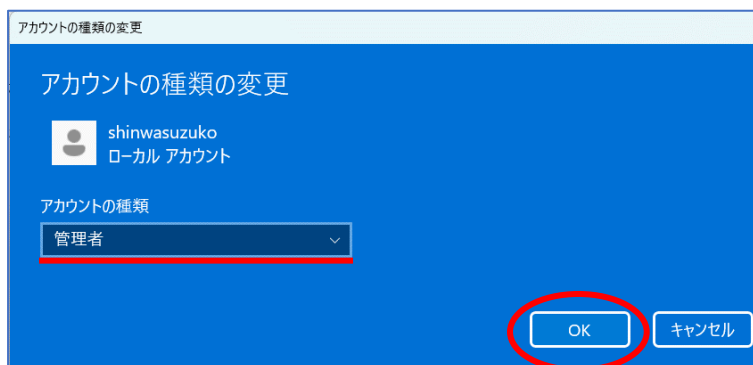 アカウントの種類の変更
アカウントの種類の変更
shinwasuzuko
ローカル アカウント
アカウントの種類
管理者
OK
キャンセル